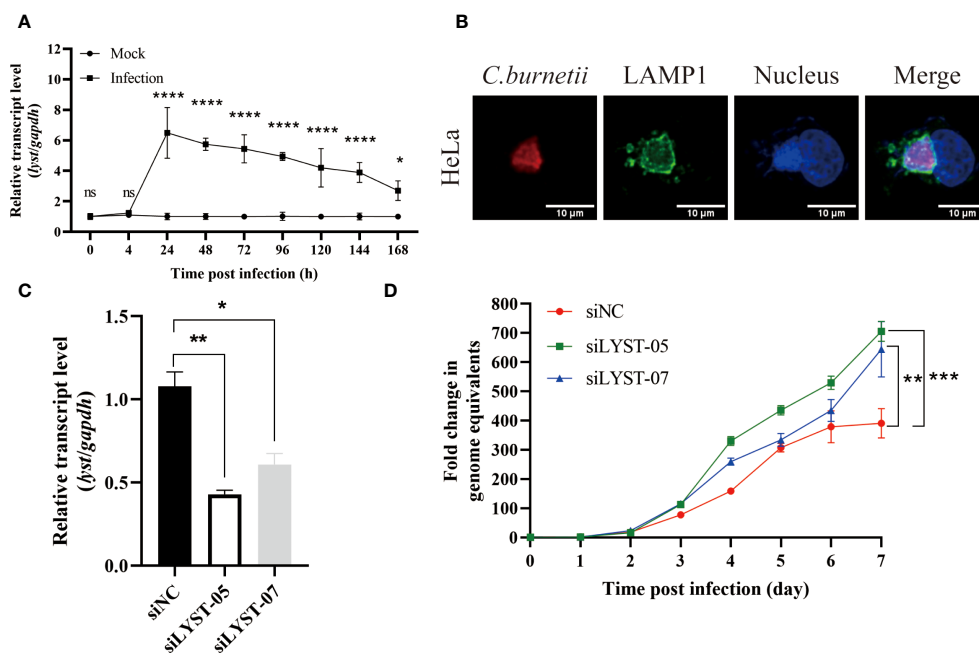 A
Relative transcript level
(lyst/gapdh)
12
10
8
6
4
2
0
Mock
Infection
ns
ns
****
****
****
****
****
****
*
0
4
24
48
72
96
120
144
168
Time post infection (h)
B
C.burnetii
LAMP1
Nucleus
Merge
HeLa
10 μm
10 μm
10 μm
10 μm
C
Relative transcript level
(lyst/gapdh)
1.5
1.0
0.5
0.0
*
**
siNC
siLYST-05
siLYST-07
D
Fold change in
genome equivalents
800
700
600
500
400
300
200
100
0
siNC
siLYST-05
siLYST-07
**
***
0
1
2
3
4
5
6
7
Time post infection (day)